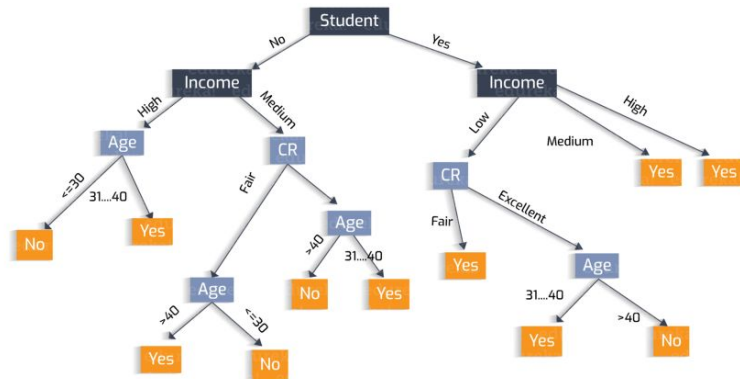 Student
No
Yes
Income
Income
High
Medium
Low
Medium
High
Age
CR
CR
Yes
Yes
<=30
31....40
Fair
Age
Fair
Excellent
No
Yes
>40
31....40
Yes
Age
Age
No
Yes
31....40
>40
>40
<=30
Yes
No
Yes
No